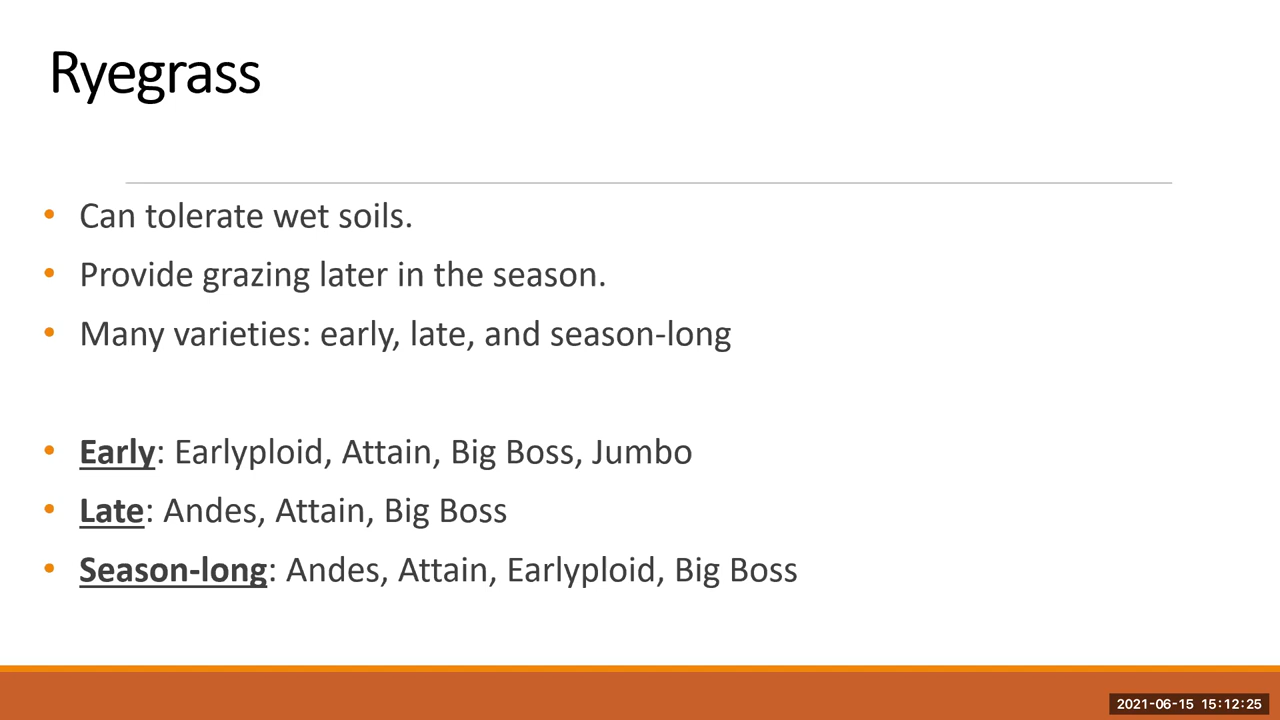 Ryegrass
• Can tolerate wet soils.
• Provide grazing later in the season.
• Many varieties: early, late, and season-long
• Early: Earlyploid, Attain, Big Boss, Jumbo
• Late: Andes, Attain, Big Boss
• Season-long: Andes, Attain, Earlyploid, Big Boss
2021-06-15 15:12:25